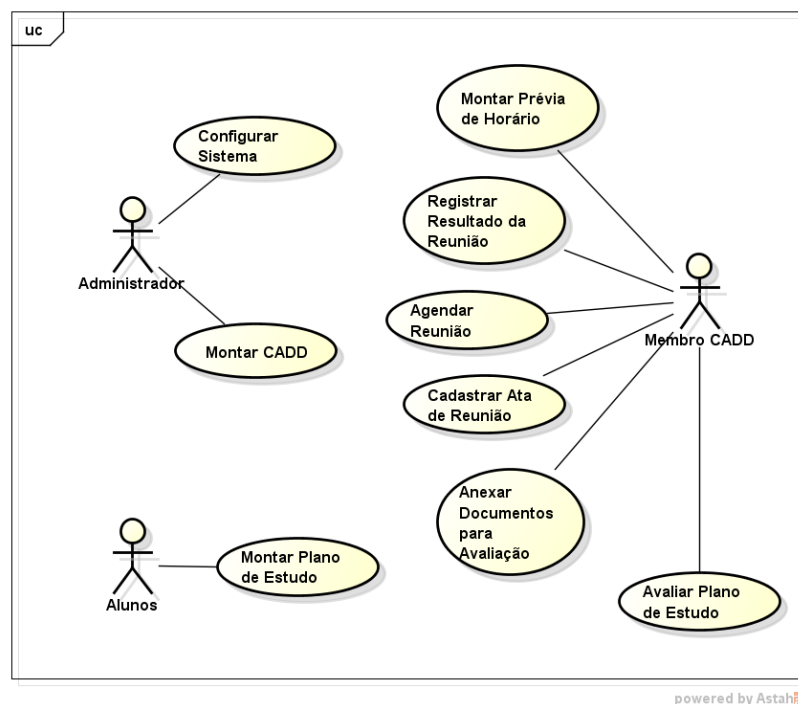 uc
Montar Prévia
de Horário
Configurar
Sistema
Registrar
Resultado da
Reunião
Administrador
Agendar
Reunião
Membro CADD
Montar CADD
Cadastrar Ata
de Reunião
Anexar
Documentos
para
Avaliação
Montar Plano
de Estudo
Alunos
Avaliar Plano
de Estudo
powered by Astah